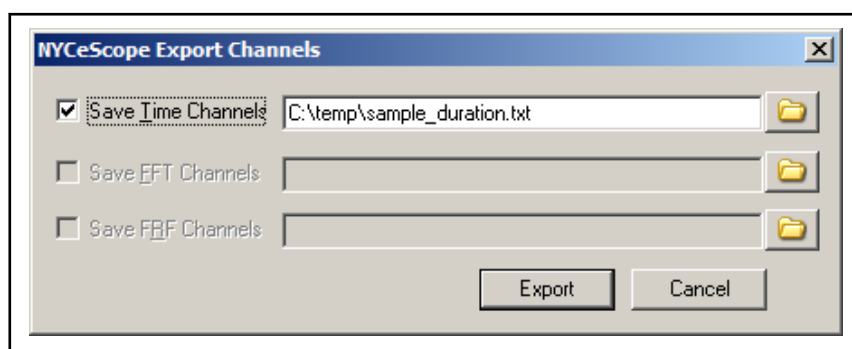 NYCeScope Export Channels
Save Time Channels C:\temp\sample_duration.txt
Save FFT Channels
Save FRF Channels
Export Cancel